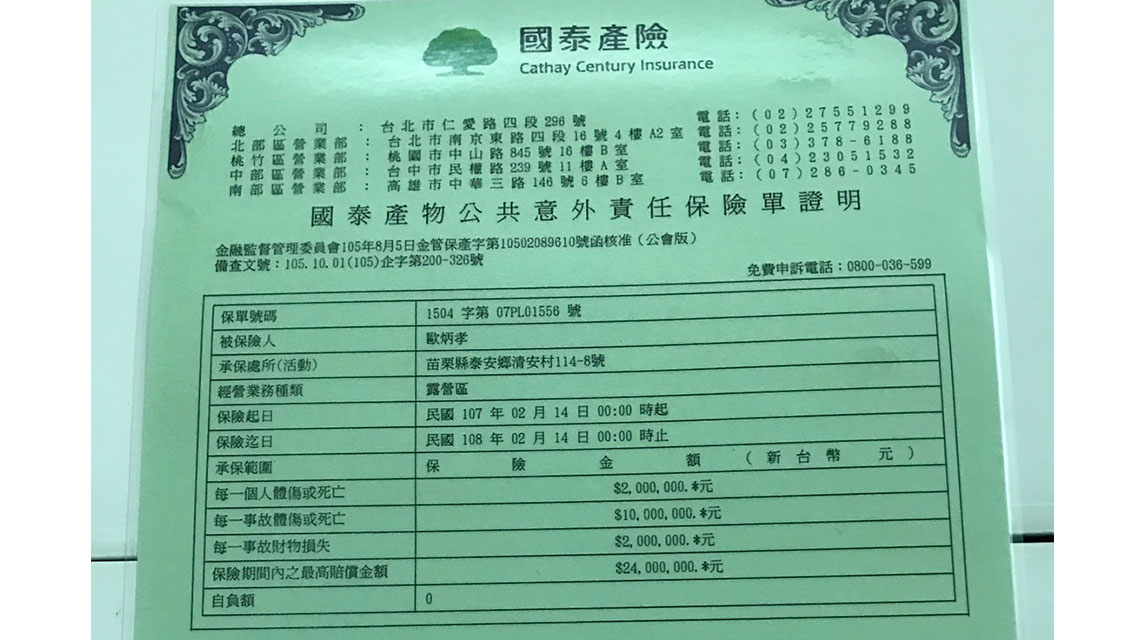 國泰產險
Cathay Century Insurance
總公司：台北市仁愛路四段296號 電話：(02)27551299
北部區營業部：台北市南京東路四段16號4樓A2室 電話：(02)25779288
桃竹區營業部：桃園市中山路845號16樓B室 電話：(03)378-6188
中部區營業部：台中市民權路239號11樓A室 電話：(04)23051532
南部區營業部：高雄市中華三路146號6樓B室 電話：(07)286-0345
國泰產物公共意外責任保險單證明
金融監督管理委員會105年8月5日金管保產字第10502089610號函核准（公會版）
備查文號：105.10.01(105)企字第200-326號
免費申訴電話：0800-036-599
保單號碼 1504 字第 07PL01556 號
被保險人 歐炳孝
承保處所(活動) 苗栗縣泰安鄉清安村114-8號
經營業務種類 露營區
保險起日 民國 107 年 02 月 14 日 00:00 時起
保險迄日 民國 108 年 02 月 14 日 00:00 時止
承保範圍 保險金額（新台幣元）
每一個人體傷或死亡 $2,000,000.*元
每一事故體傷或死亡 $10,000,000.*元
每一事故財物損失 $2,000,000.*元
保險期間內之最高賠償金額 $24,000,000.*元
自負額 0